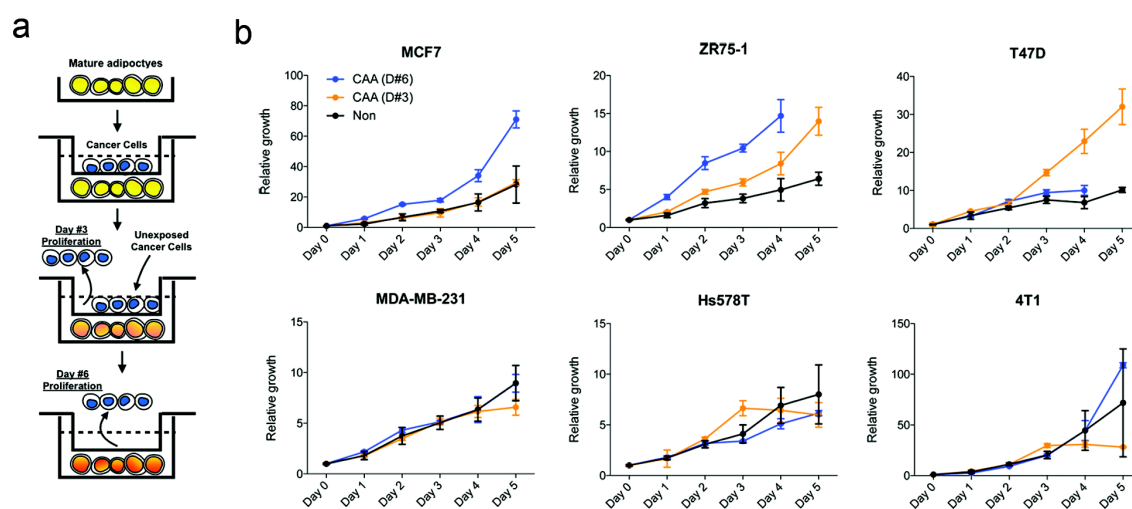 a
Mature adipoctyes
Cancer Cells
Day #3
Proliferation
Unexposed
Cancer Cells
Day #6
Proliferation
b
MCF7
Relative growth
100
80
60
40
20
0
CAA (D#6)
CAA (D#3)
Non
Day 0
Day 1
Day 2
Day 3
Day 4
Day 5
ZR75-1
Relative growth
20
15
10
5
0
Day 0
Day 1
Day 2
Day 3
Day 4
Day 5
T47D
Relative growth
40
30
20
10
0
Day 0
Day 1
Day 2
Day 3
Day 4
Day 5
MDA-MB-231
Relative growth
15
10
5
0
Day 0
Day 1
Day 2
Day 3
Day 4
Day 5
Hs578T
Relative growth
15
10
5
0
Day 0
Day 1
Day 2
Day 3
Day 4
Day 5
4T1
Relative growth
150
100
50
0
Day 0
Day 1
Day 2
Day 3
Day 4
Day 5